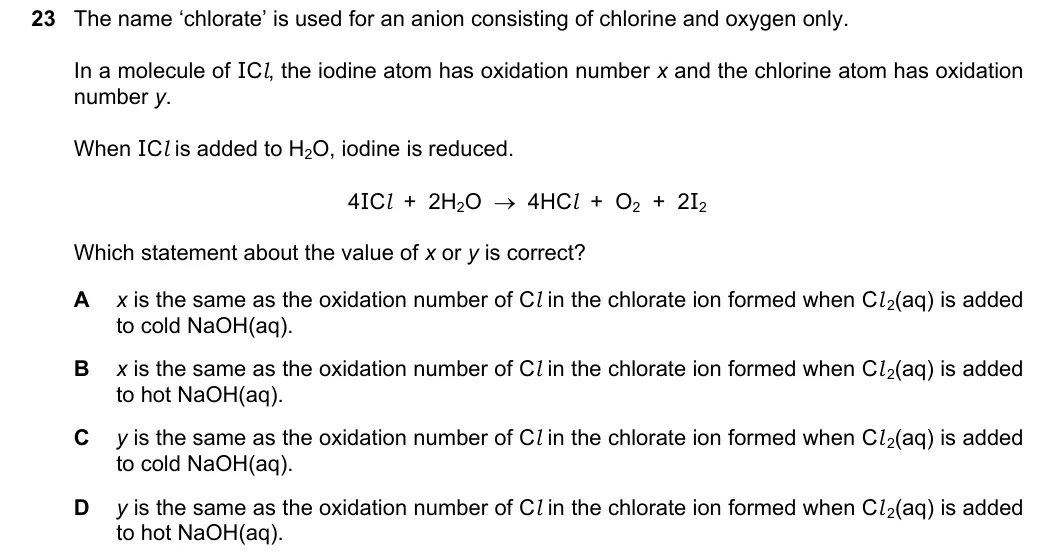 23 The name ‘chlorate’ is used for an anion consisting of chlorine and oxygen only.
In a molecule of ICl, the iodine atom has oxidation number x and the chlorine atom has oxidation
number y.
When ICl is added to H₂O, iodine is reduced.
4ICl + 2H₂O → 4HCl + O₂ + 2I₂
Which statement about the value of x or y is correct?
A x is the same as the oxidation number of Cl in the chlorate ion formed when Cl₂(aq) is added
to cold NaOH(aq).
B x is the same as the oxidation number of Cl in the chlorate ion formed when Cl₂(aq) is added
to hot NaOH(aq).
C y is the same as the oxidation number of Cl in the chlorate ion formed when Cl₂(aq) is added
to cold NaOH(aq).
D y is the same as the oxidation number of Cl in the chlorate ion formed when Cl₂(aq) is added
to hot NaOH(aq).